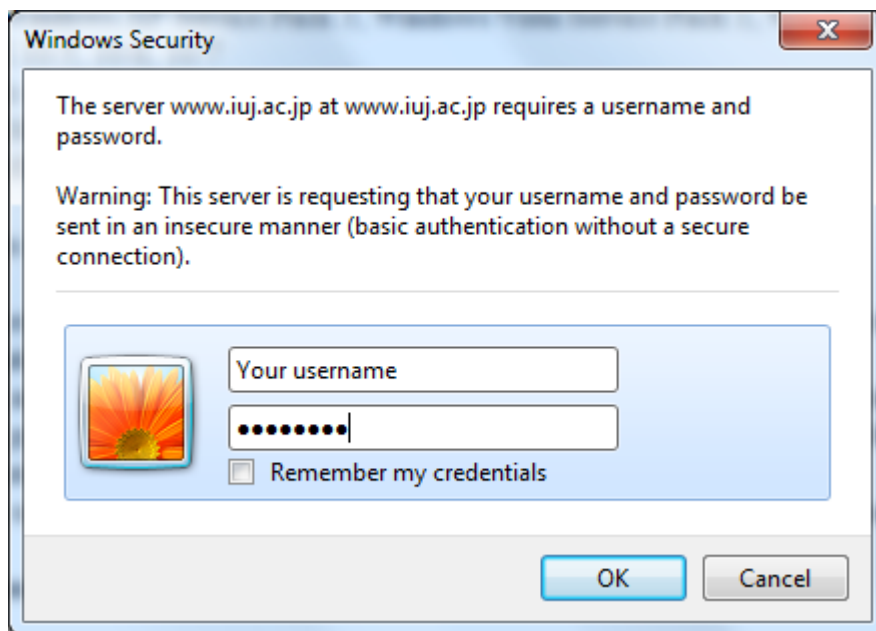 Windows Security
The server www.iuj.ac.jp at www.iuj.ac.jp requires a username and
password.
Warning: This server is requesting that your username and password be
sent in an insecure manner (basic authentication without a secure
connection).
Your username
●●●●●●●●
Remember my credentials
OK
Cancel